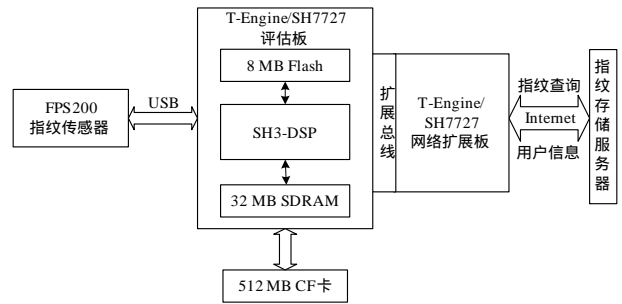 T-Engine/SH7727
评估板
8 MB Flash
SH3-DSP
32 MB SDRAM
FPS200
指纹传感器
USB
扩展总线
T-Engine/
SH7727
网络扩展板
指纹查询
Internet
用户信息
指纹存储服务器
512 MB CF卡